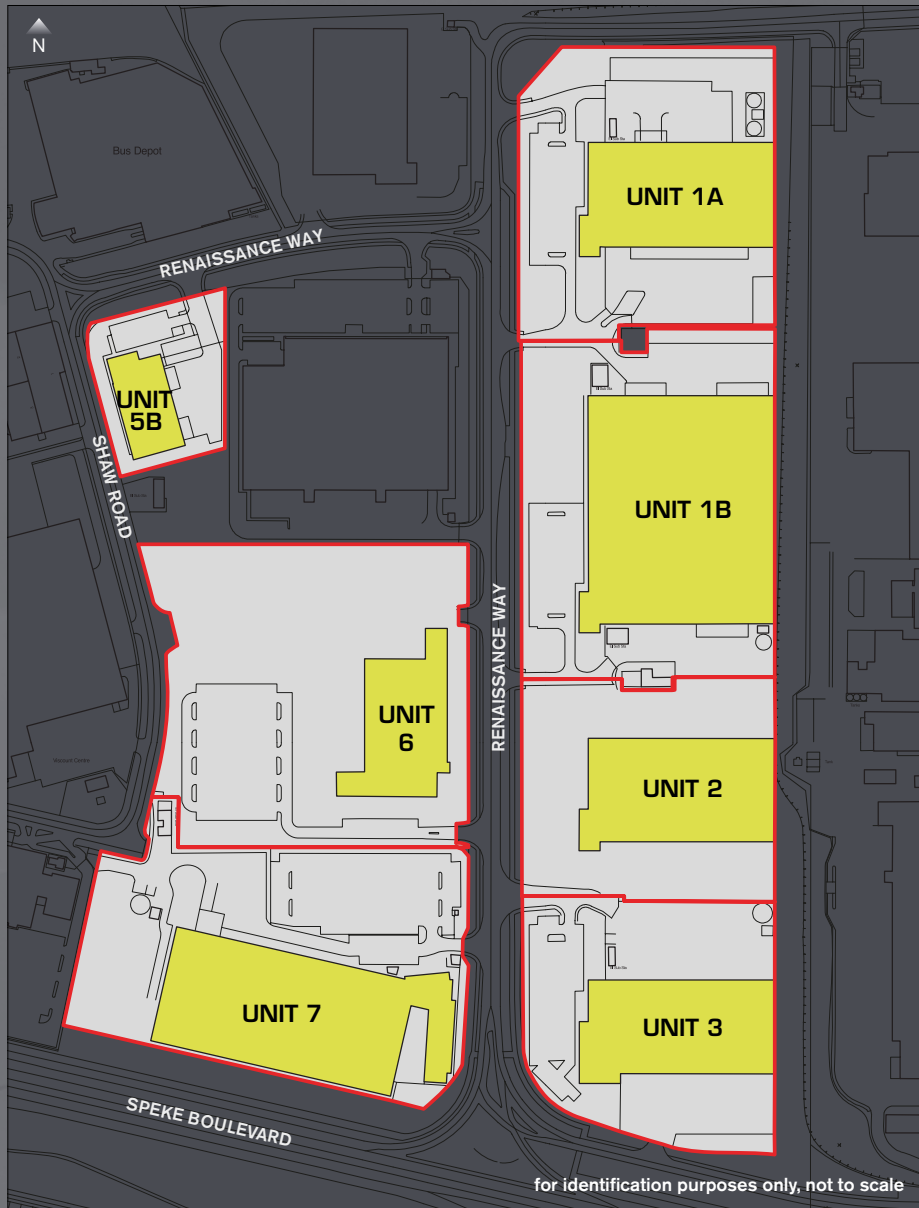 N
Bus Depot
UNIT 1A
RENAISSANCE WAY
UNIT
5B
SHAW ROAD
UNIT 1B
RENAISSANCE WAY
UNIT
6
UNIT 2
UNIT 7
UNIT 3
SPEKE BOULEVARD
for identification purposes only, not to scale